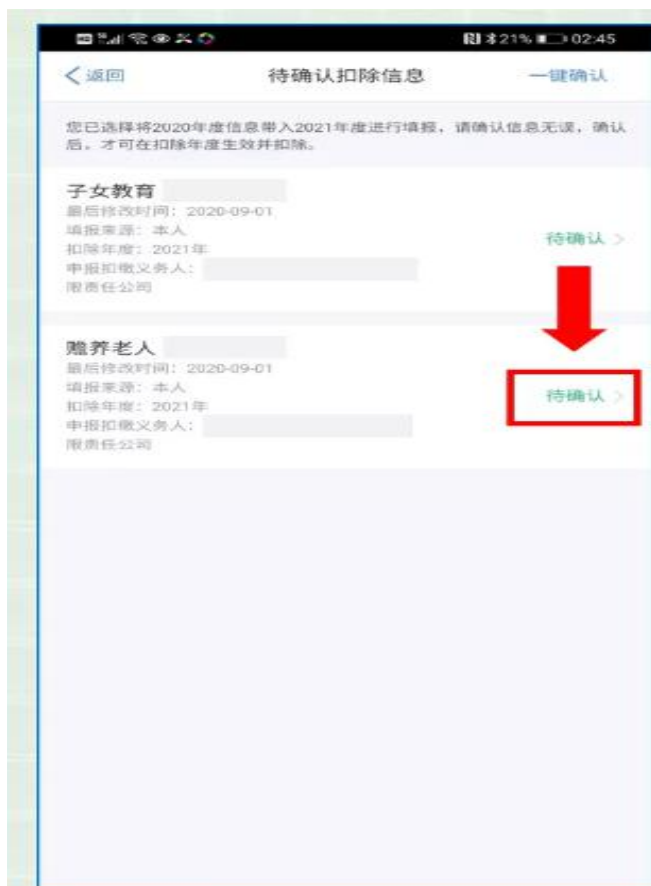 21% 02:45
返回 待确认扣除信息 一键确认
您已选择将2020年度信息带入2021年度进行填报，请确认信息无误，确认
后，才可在扣除年度生效并扣除。
子女教育
最后修改时间：2020-09-01
填报来源：本人
扣除年度：2021年
申报扣缴义务人：
限责任公司
待确认 >
赡养老人
最后修改时间：2020-09-01
填报来源：本人
扣除年度：2021年
申报扣缴义务人：
限责任公司
待确认 >